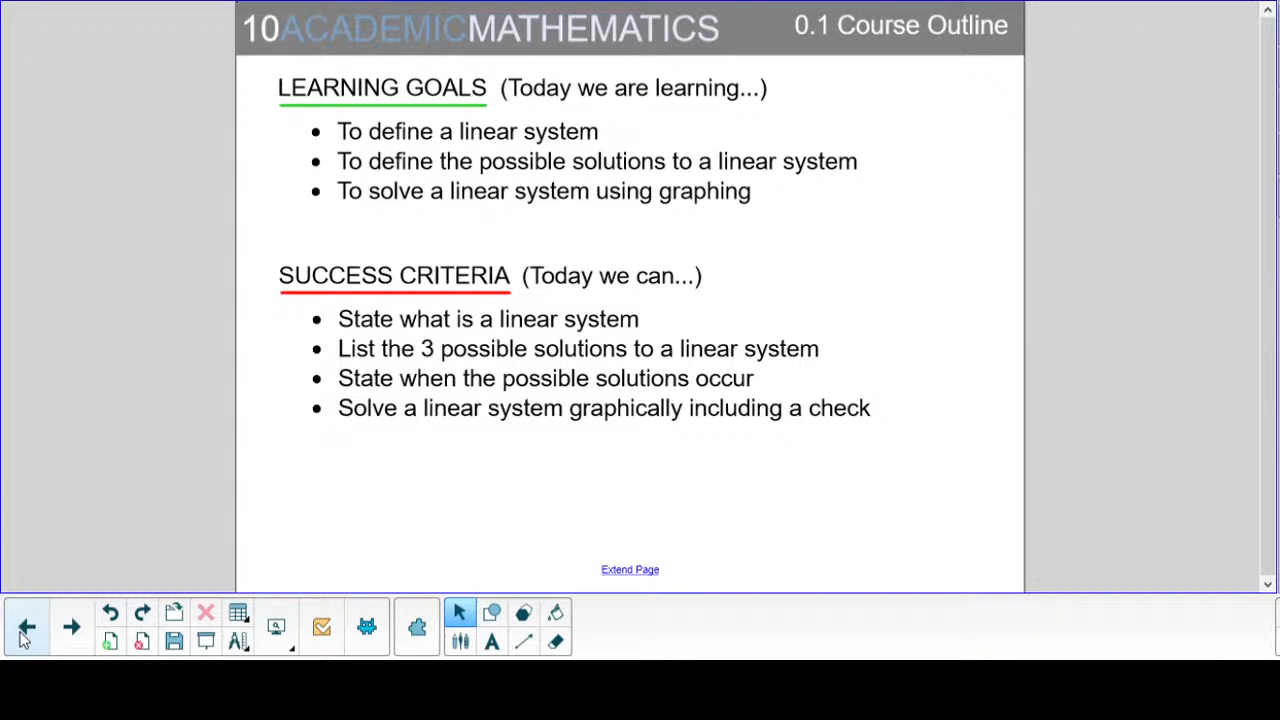 10ACADEMICMATHEMATICS 0.1 Course Outline
LEARNING GOALS (Today we are learning...)
• To define a linear system
• To define the possible solutions to a linear system
• To solve a linear system using graphing
SUCCESS CRITERIA (Today we can...)
• State what is a linear system
• List the 3 possible solutions to a linear system
• State when the possible solutions occur
• Solve a linear system graphically including a check
Extend Page